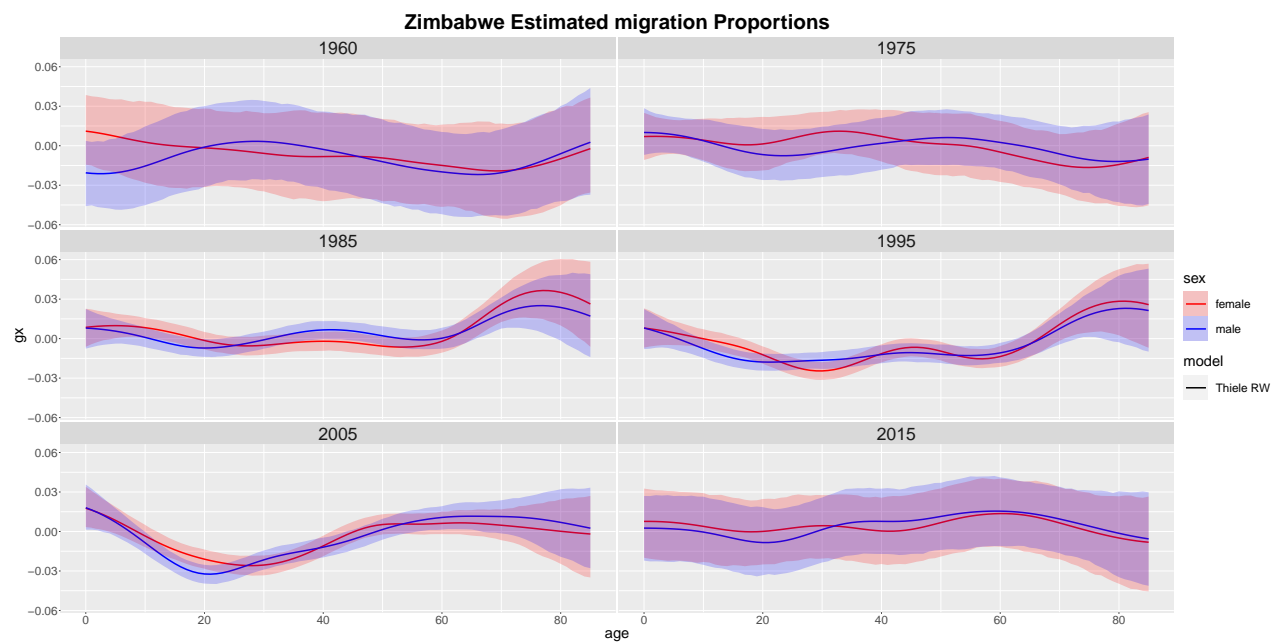 Zimbabwe Estimated migration Proportions
1960
1975
0.06
0.03
0.00
−0.03
−0.06
1985
1995
0.06
0.03
0.00
−0.03
−0.06
2005
2015
0.06
0.03
0.00
−0.03
−0.06
0 20 40 60 80 0 20 40 60 80
age
gx
sex
female
male
model
Thiele RW